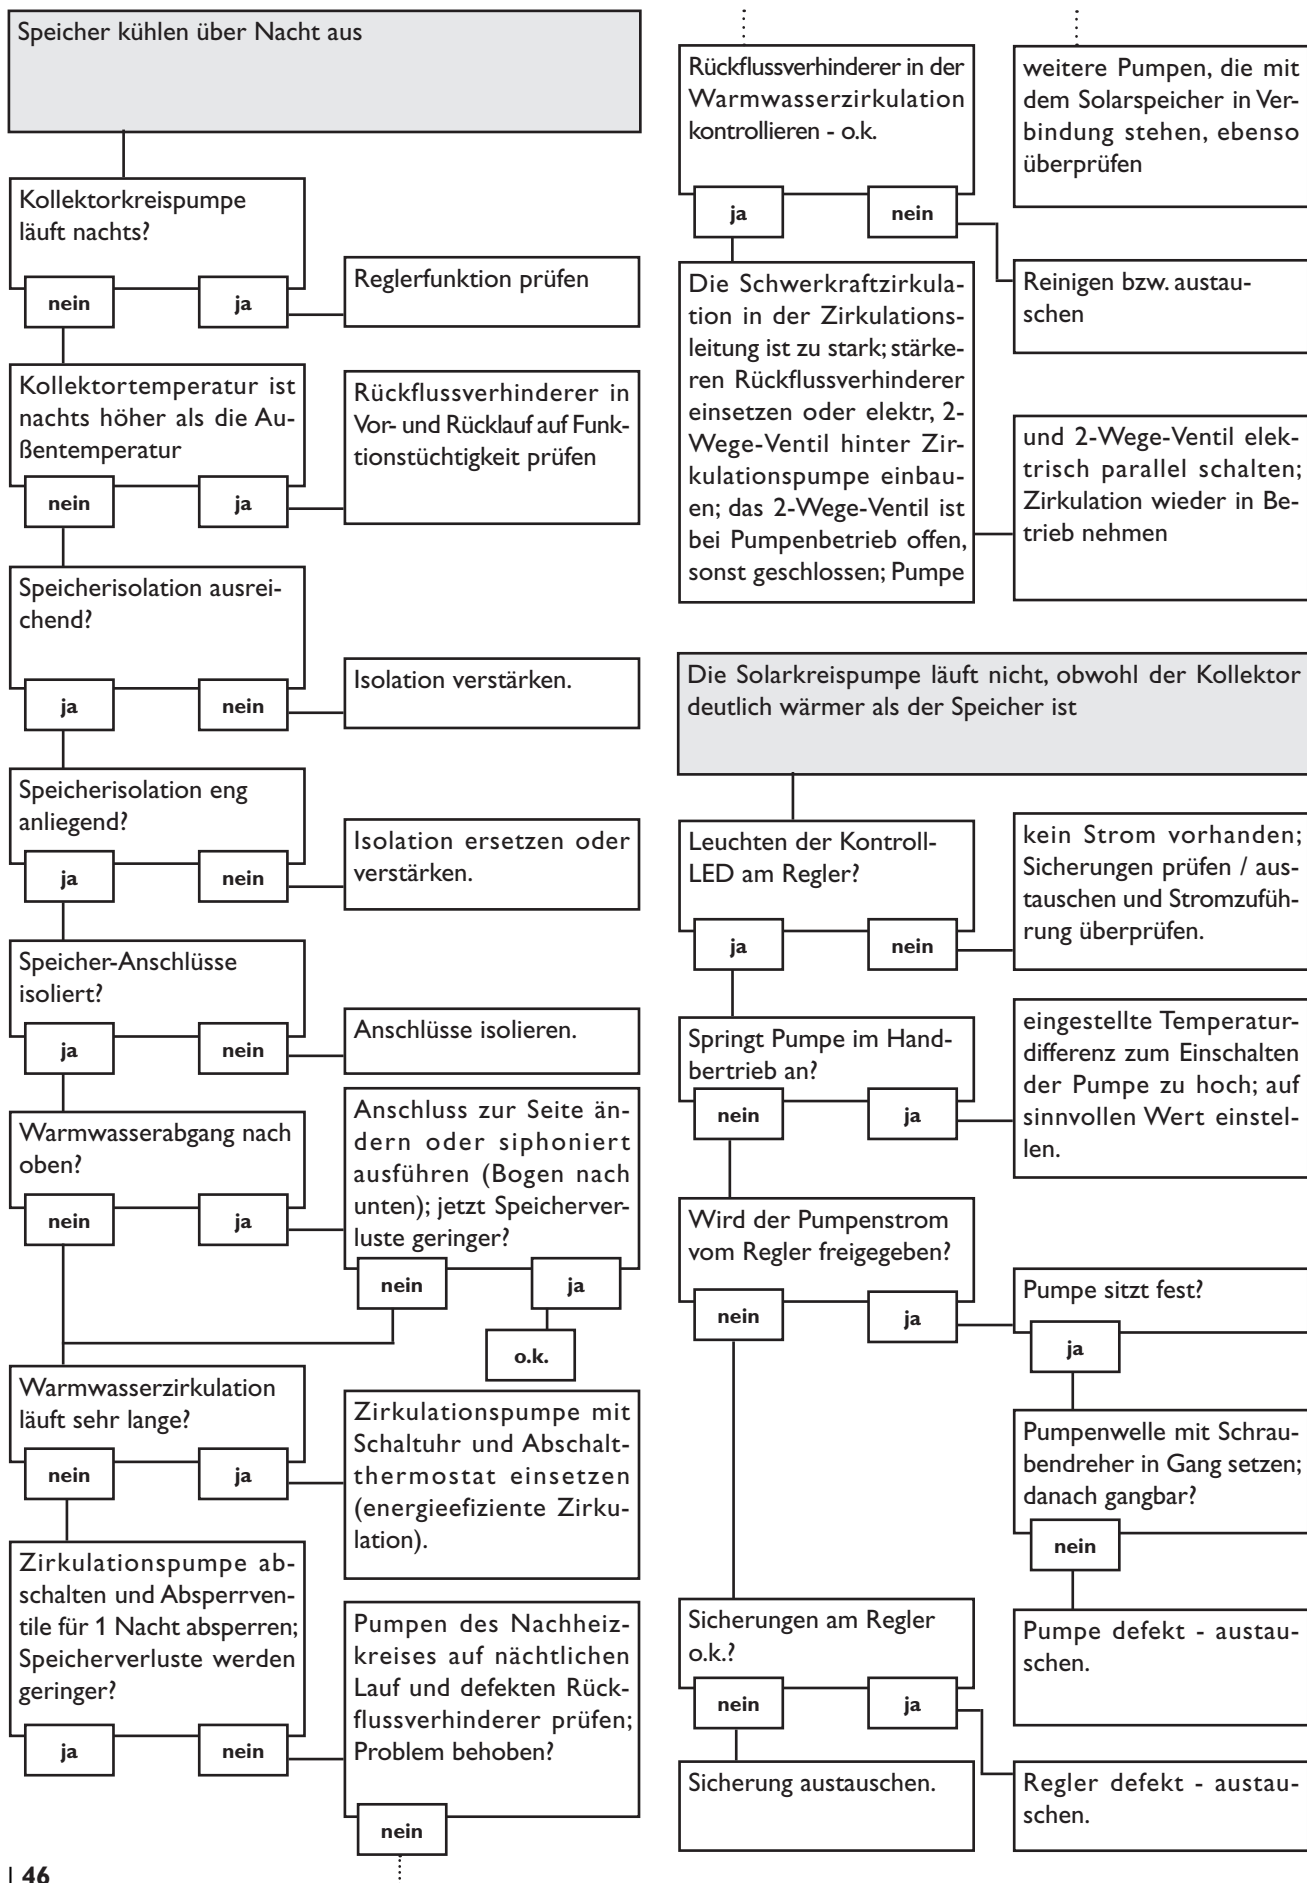 Speicher kühlen über Nacht aus
Kollektorkreispumpe
läuft nachts?
nein
ja
Reglerfunktion prüfen
Kollektortemperatur ist
nachts höher als die Au-
ßentemperatur
nein
ja
Rückflussverhinderer in
Vor- und Rücklauf auf Funk-
tionstüchtigkeit prüfen
Speicherisolation ausrei-
chend?
ja
nein
Isolation verstärken.
Speicherisolation eng
anliegend?
ja
nein
Isolation ersetzen oder
verstärken.
Speicher-Anschlüsse
isoliert?
ja
nein
Anschlüsse isolieren.
Warmwasserabgang nach
oben?
nein
ja
Anschluss zur Seite än-
dern oder siphoniert
ausführen (Bogen nach
unten); jetzt Speicherver-
luste geringer?
nein
ja
o.k.
Warmwasserzirkulation
läuft sehr lange?
nein
ja
Zirkulationspumpe mit
Schaltuhr und Abschalt-
thermostat einsetzen
(energieefiziente Zirku-
lation).
Zirkulationspumpe ab-
schalten und Absperrven-
tile für 1 Nacht absperren;
Speicherverluste werden
geringer?
ja
nein
Pumpen des Nachheiz-
kreises auf nächtlichen
Lauf und defekten Rück-
flussverhinderer prüfen;
Problem behoben?
nein
Rückflussverhinderer in der
Warmwasserzirkulation
kontrollieren - o.k.
ja
nein
weitere Pumpen, die mit
dem Solarspeicher in Ver-
bindung stehen, ebenso
überprüfen
Reinigen bzw. austau-
schen
Die Schwerkraftzirkula-
tion in der Zirkulations-
leitung ist zu stark; stärke-
ren Rückflussverhinderer
einsetzen oder elektr, 2-
Wege-Ventil hinter Zir-
kulationspumpe einbau-
en; das 2-Wege-Ventil ist
bei Pumpenbetrieb offen,
sonst geschlossen; Pumpe
und 2-Wege-Ventil elek-
trisch parallel schalten;
Zirkulation wieder in Be-
trieb nehmen
Die Solarkreispumpe läuft nicht, obwohl der Kollektor
deutlich wärmer als der Speicher ist
Leuchten der Kontroll-
LED am Regler?
ja
nein
kein Strom vorhanden;
Sicherungen prüfen / aus-
tauschen und Stromzufüh-
rung überprüfen.
Springt Pumpe im Hand-
bertrieb an?
nein
ja
eingestellte Temperatur-
differenz zum Einschalten
der Pumpe zu hoch; auf
sinnvollen Wert einstel-
len.
Wird der Pumpenstrom
vom Regler freigegeben?
nein
ja
Pumpe sitzt fest?
ja
Pumpenwelle mit Schrau-
bendreher in Gang setzen;
danach gangbar?
nein
Pumpe defekt - austau-
schen.
Sicherungen am Regler
o.k.?
nein
ja
Sicherung austauschen.
Regler defekt - austau-
schen.
| 46